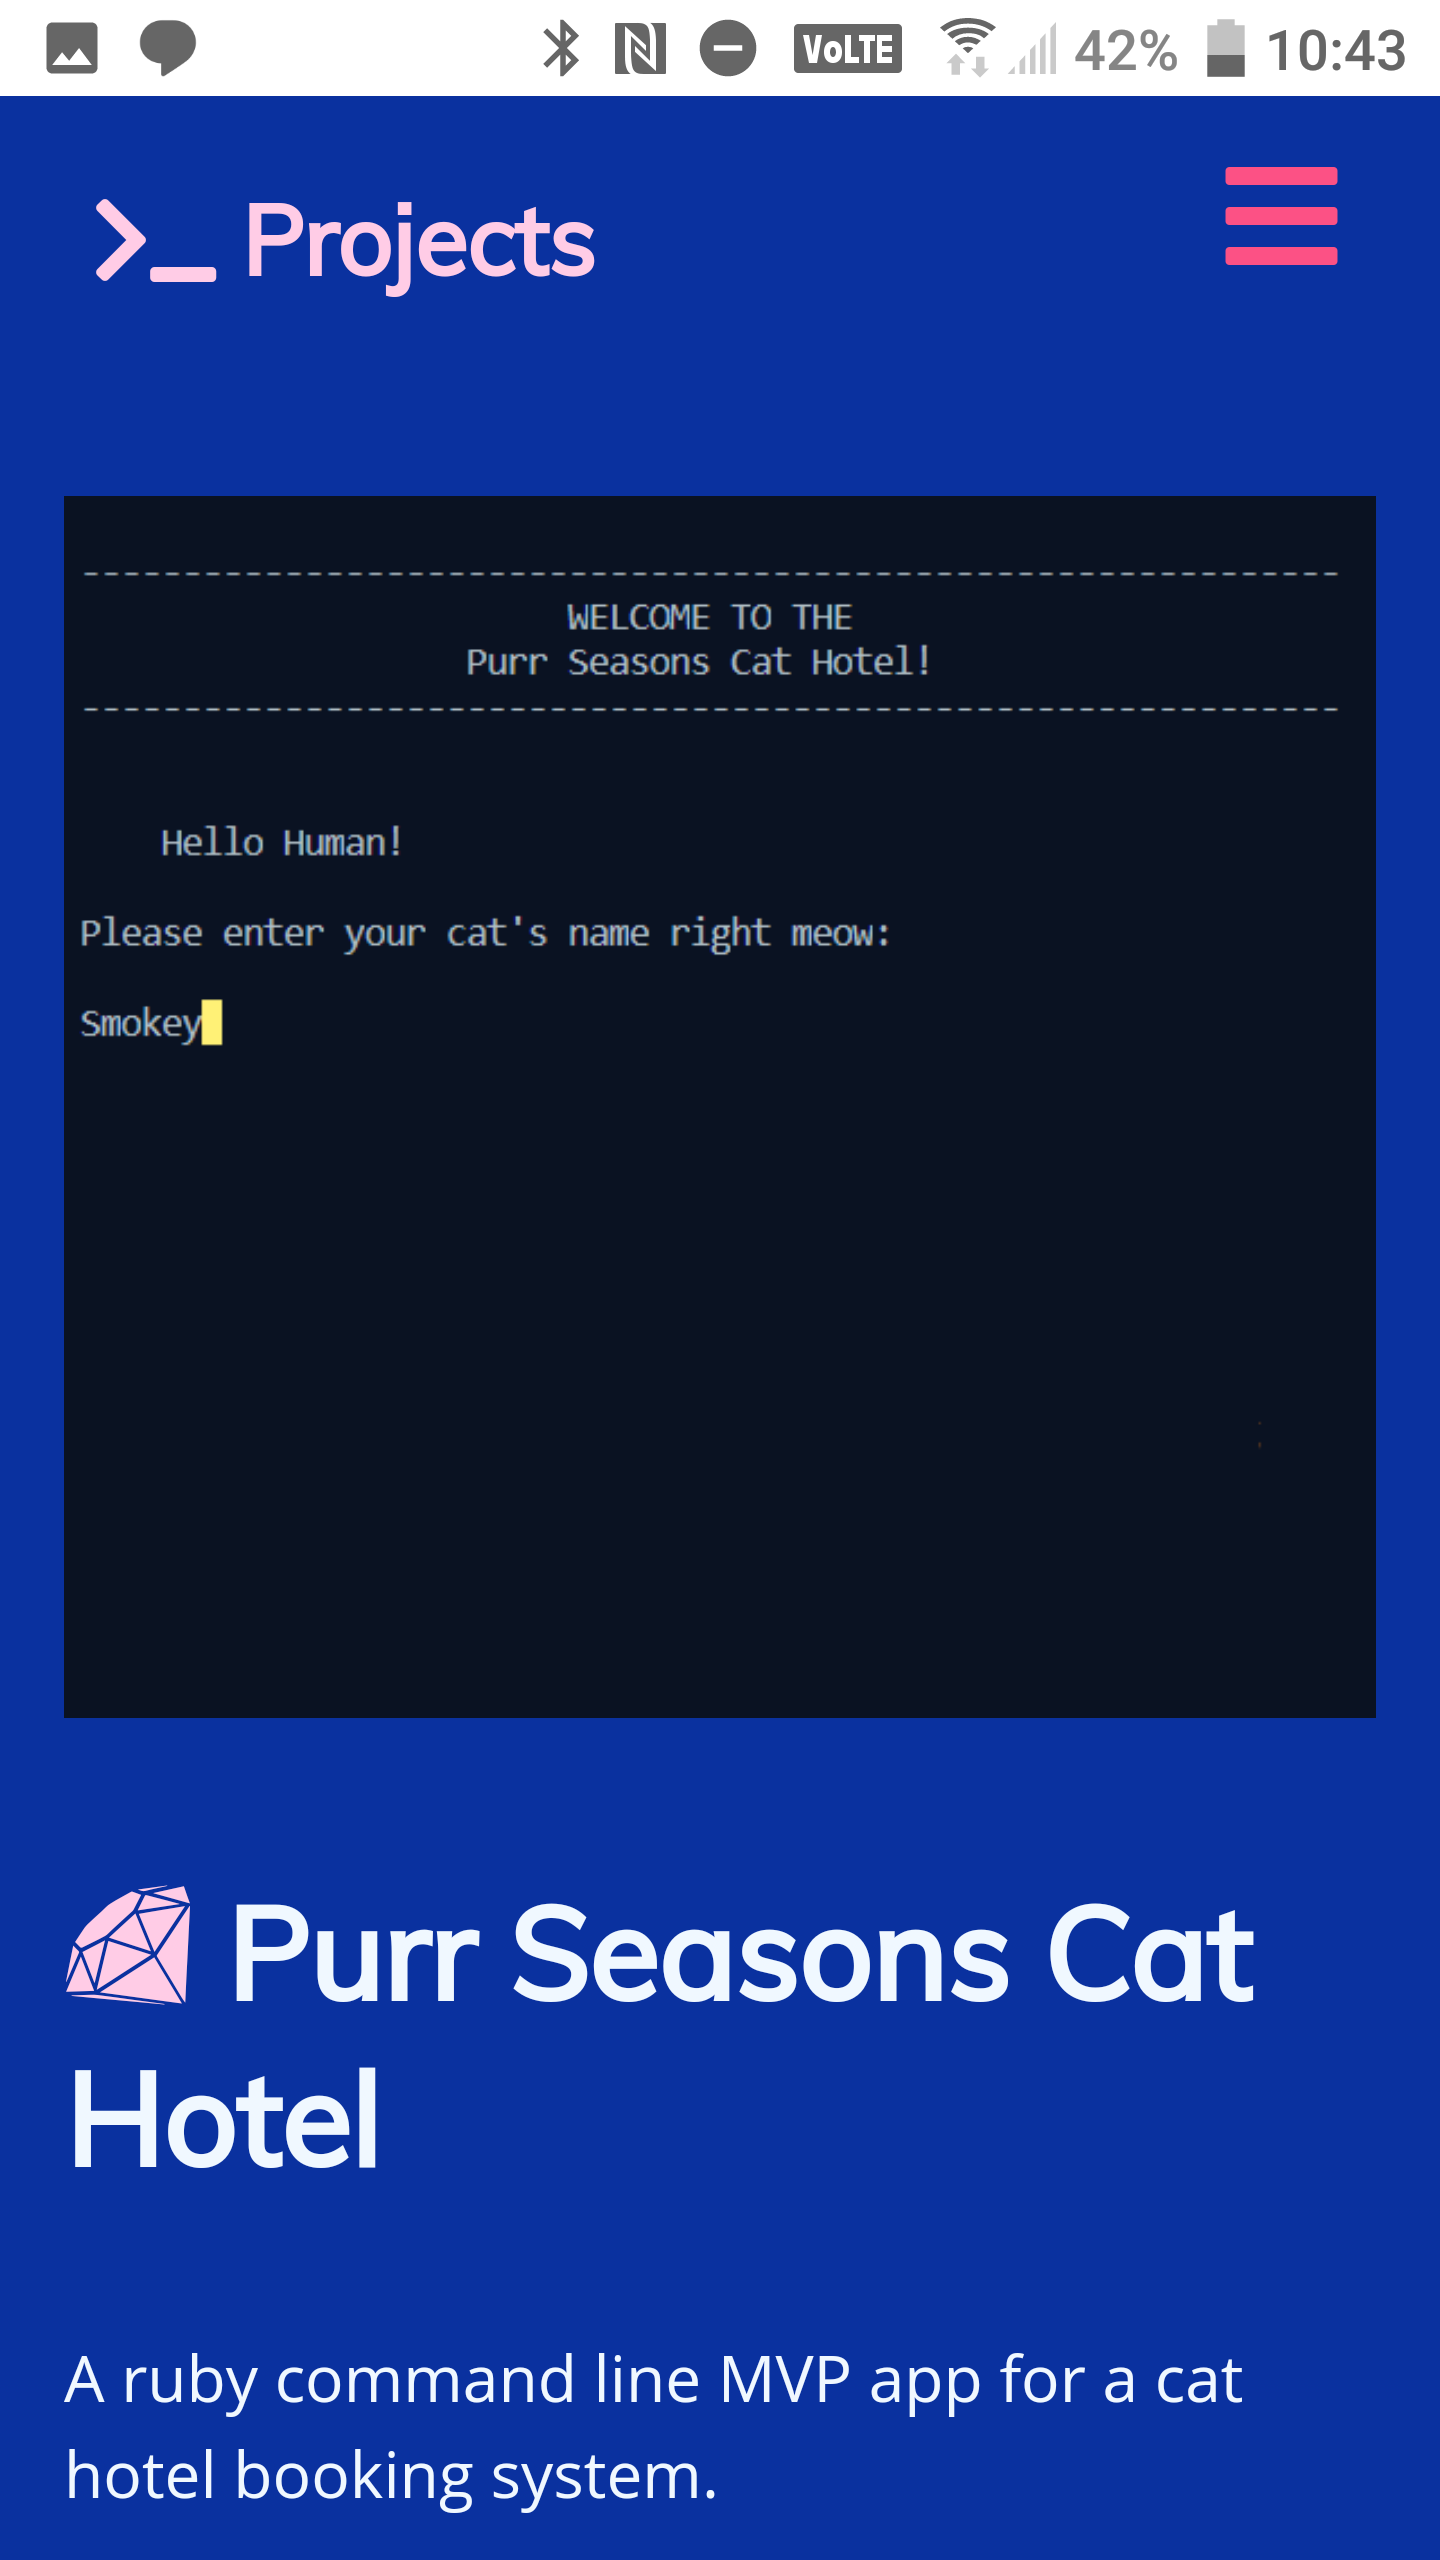 VoLTE 42% 10:43
>_ Projects
--------------------------------------------------------------
WELCOME TO THE
Purr Seasons Cat Hotel!
--------------------------------------------------------------
Hello Human!
Please enter your cat's name right meow:
Smokey
Purr Seasons Cat
Hotel
A ruby command line MVP app for a cat
hotel booking system.